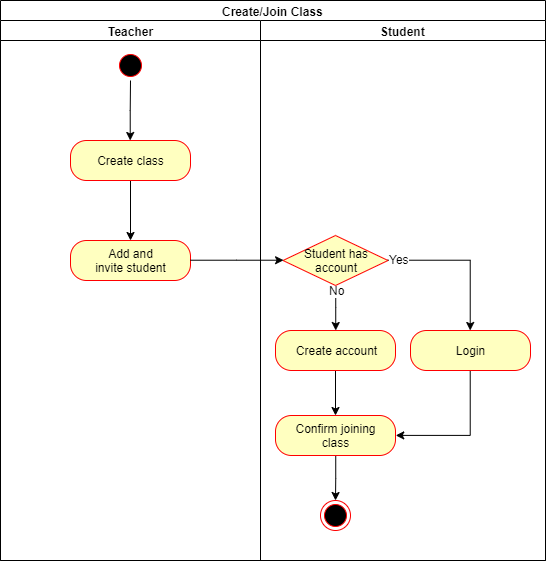 Create/Join Class
Teacher
Student
Create class
Add and
invite student
Student has
account
Yes
No
Create account
Login
Confirm joining
class